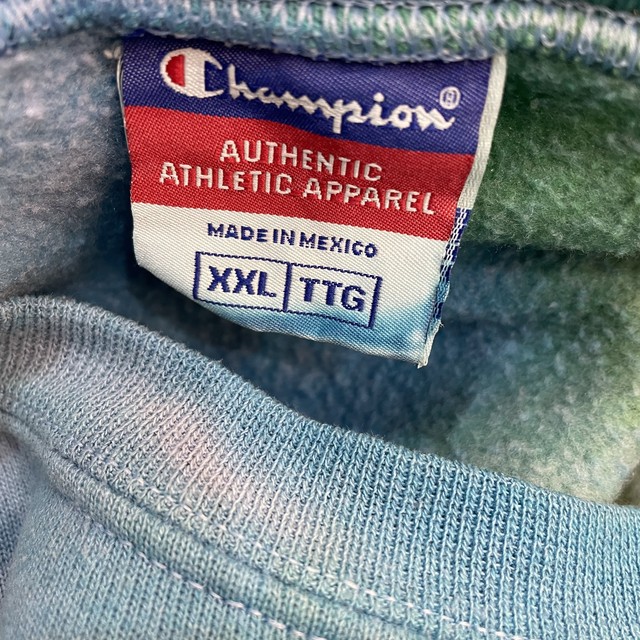 Champion®
AUTHENTIC
ATHLETIC APPAREL
MADE IN MEXICO
XXL TTG